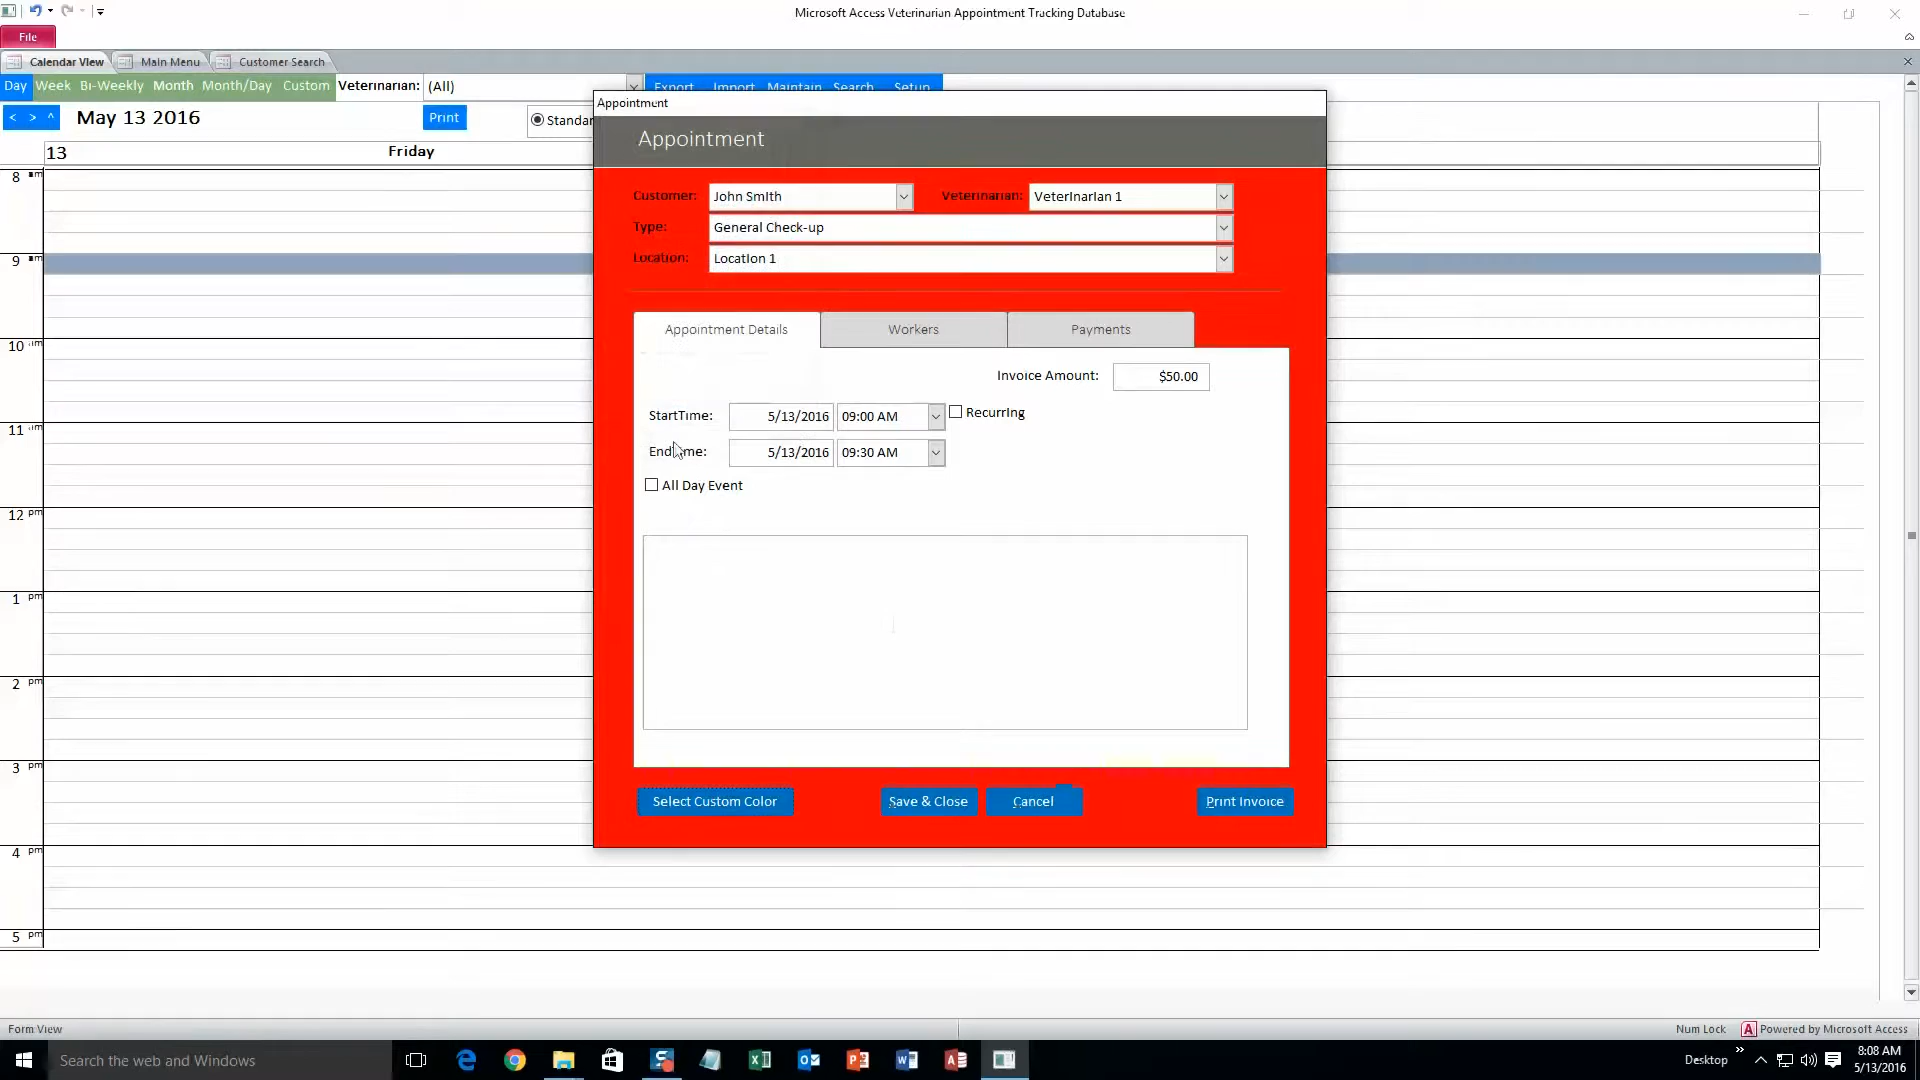 Microsoft Access Veterinarian Appointment Tracking Database
File
Calendar View Main Menu Customer Search
Day Week Bi-Weekly Month Month/Day Custom Veterinarian: (All) Export Import Maintain Search Setup
< > ^ May 13 2016 Print Standar
13 Friday
8 am
9 am
10 am
11 am
12 pm
1 pm
2 pm
3 pm
4 pm
5 pm
Appointment
Appointment
Customer: John Smith Veterinarian: Veterinarian 1
Type: General Check-up
Location: Location 1
Appointment Details Workers Payments
Invoice Amount: $50.00
StartTime: 5/13/2016 09:00 AM Recurring
EndTime: 5/13/2016 09:30 AM
All Day Event
Select Custom Color Save & Close Cancel Print Invoice
Form View Num Lock Powered by Microsoft Access
Search the web and Windows Desktop 8:08 AM
5/13/2016